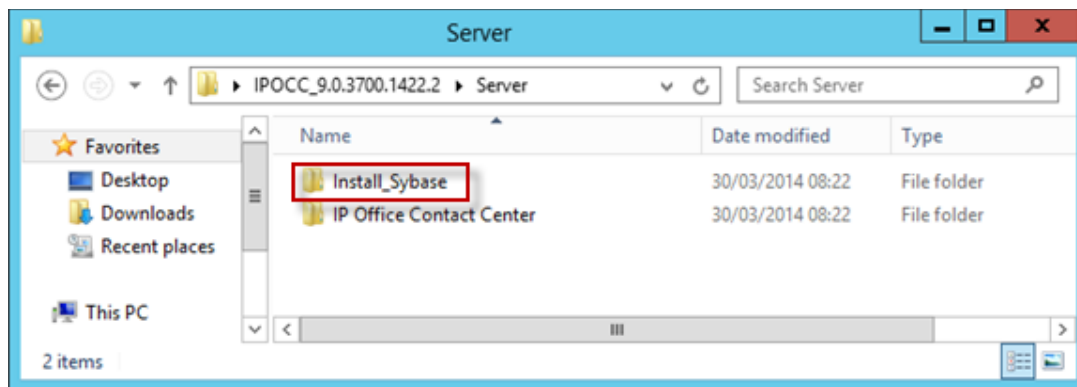 Server
IPOCC_9.0.3700.1422.2 Server
Search Server
Favorites
Desktop
Downloads
Recent places
This PC
Name Date modified Type
Install_Sybase 30/03/2014 08:22 File folder
IP Office Contact Center 30/03/2014 08:22 File folder
2 items